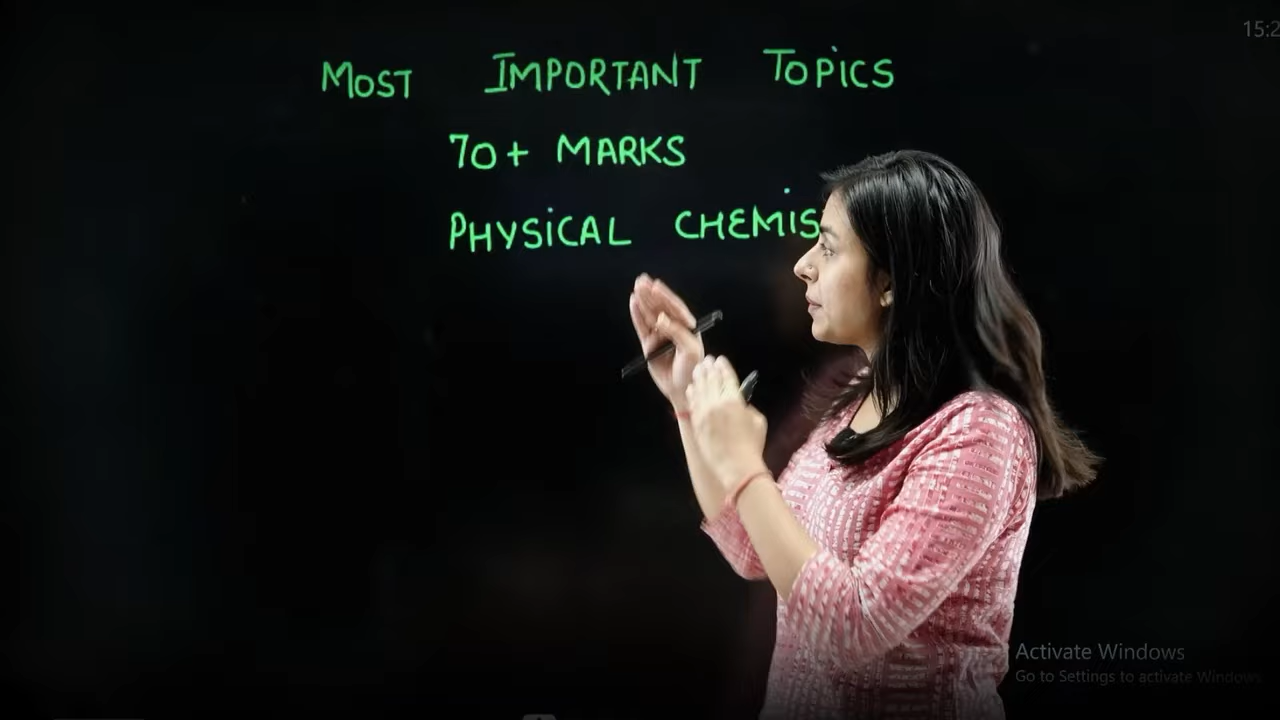 MOST IMPORTANT TOPICS
70+ MARKS
PHYSICAL CHEMIS
15:2
Activate Windows
Go to Settings to activate Windows